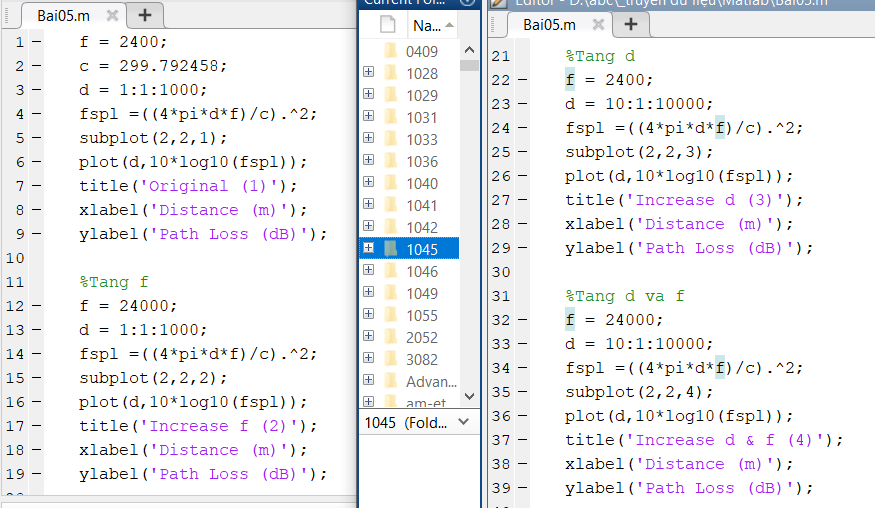 Bai05.m
1 f = 2400;
2 c = 299.792458;
3 d = 1:1:1000;
4 fspl =((4*pi*d*f)/c).^2;
5 subplot(2,2,1);
6 plot(d,10*log10(fspl));
7 title('Original (1)');
8 xlabel('Distance (m)');
9 ylabel('Path Loss (dB)');
10
11 %Tang f
12 f = 24000;
13 d = 1:1:1000;
14 fspl =((4*pi*d*f)/c).^2;
15 subplot(2,2,2);
16 plot(d,10*log10(fspl));
17 title('Increase f (2)');
18 xlabel('Distance (m)');
19 ylabel('Path Loss (dB)');
Current Fol...
Na...
0409
1028
1029
1031
1033
1036
1040
1041
1042
1045
1046
1049
1055
2052
3082
Advan...
am-et
1045 (Fold...
Editor - D:\abc\_truyen du lieu\Matlab\Bai05.m
Bai05.m
21 %Tang d
22 f = 2400;
23 d = 10:1:10000;
24 fspl =((4*pi*d*f)/c).^2;
25 subplot(2,2,3);
26 plot(d,10*log10(fspl));
27 title('Increase d (3)');
28 xlabel('Distance (m)');
29 ylabel('Path Loss (dB)');
30
31 %Tang d va f
32 f = 24000;
33 d = 10:1:10000;
34 fspl =((4*pi*d*f)/c).^2;
35 subplot(2,2,4);
36 plot(d,10*log10(fspl));
37 title('Increase d & f (4)');
38 xlabel('Distance (m)');
39 ylabel('Path Loss (dB)');